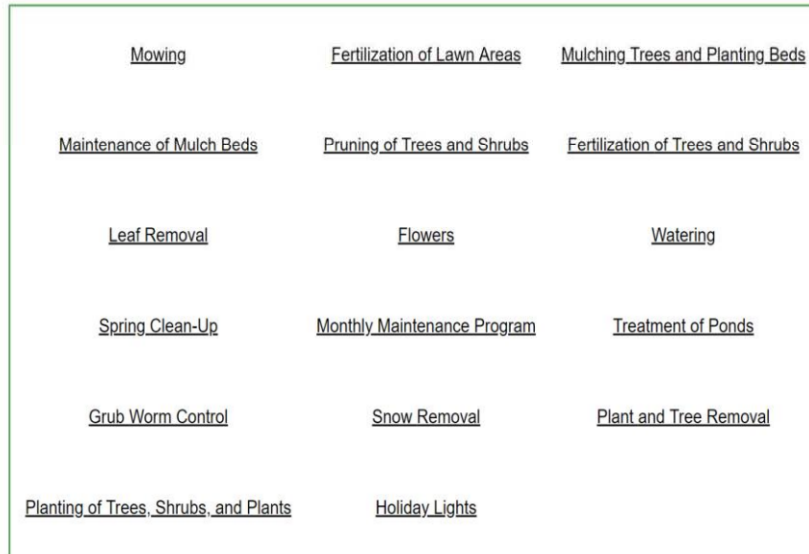 Mowing
Fertilization of Lawn Areas
Mulching Trees and Planting Beds
Maintenance of Mulch Beds
Pruning of Trees and Shrubs
Fertilization of Trees and Shrubs
Leaf Removal
Flowers
Watering
Spring Clean-Up
Monthly Maintenance Program
Treatment of Ponds
Grub Worm Control
Snow Removal
Plant and Tree Removal
Planting of Trees, Shrubs, and Plants
Holiday Lights